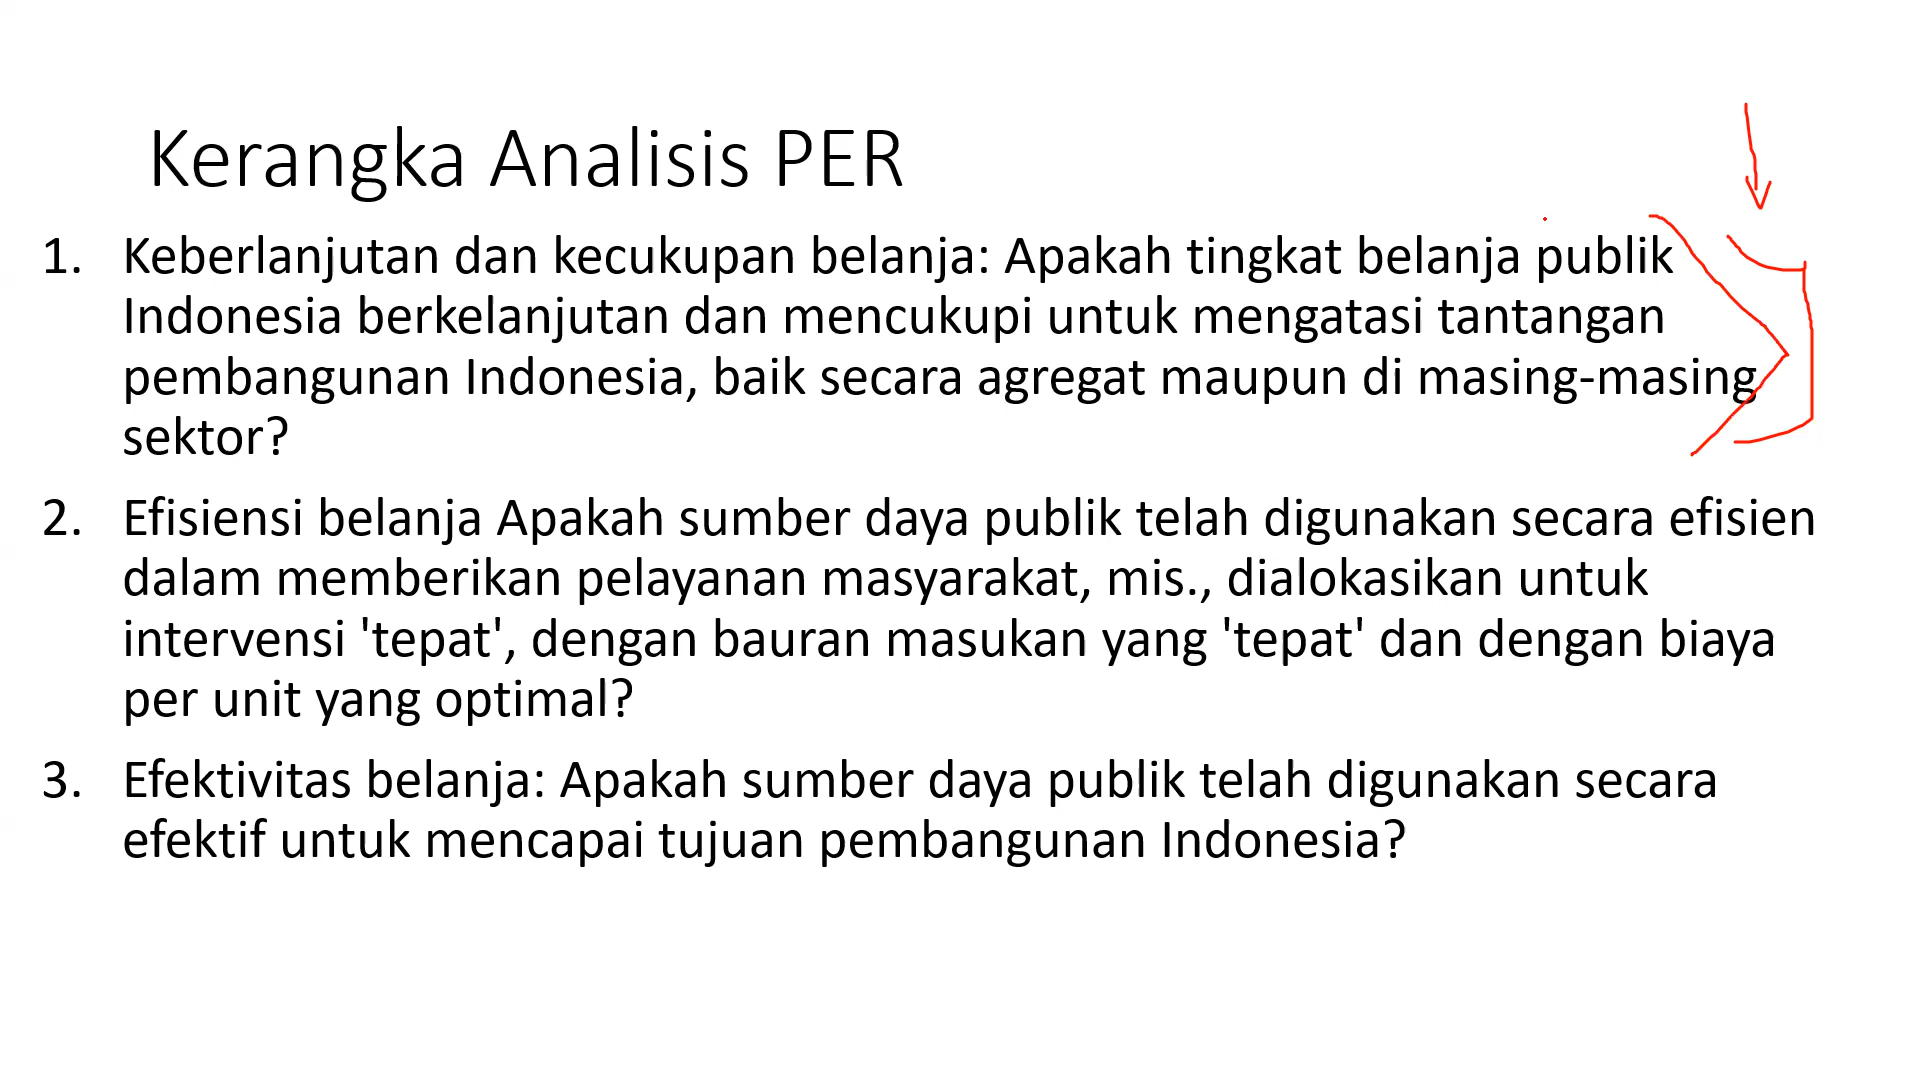 Kerangka Analisis PER
1. Keberlanjutan dan kecukupan belanja: Apakah tingkat belanja publik
Indonesia berkelanjutan dan mencukupi untuk mengatasi tantangan
pembangunan Indonesia, baik secara agregat maupun di masing-masing
sektor?
2. Efisiensi belanja Apakah sumber daya publik telah digunakan secara efisien
dalam memberikan pelayanan masyarakat, mis., dialokasikan untuk
intervensi 'tepat', dengan bauran masukan yang 'tepat' dan dengan biaya
per unit yang optimal?
3. Efektivitas belanja: Apakah sumber daya publik telah digunakan secara
efektif untuk mencapai tujuan pembangunan Indonesia?